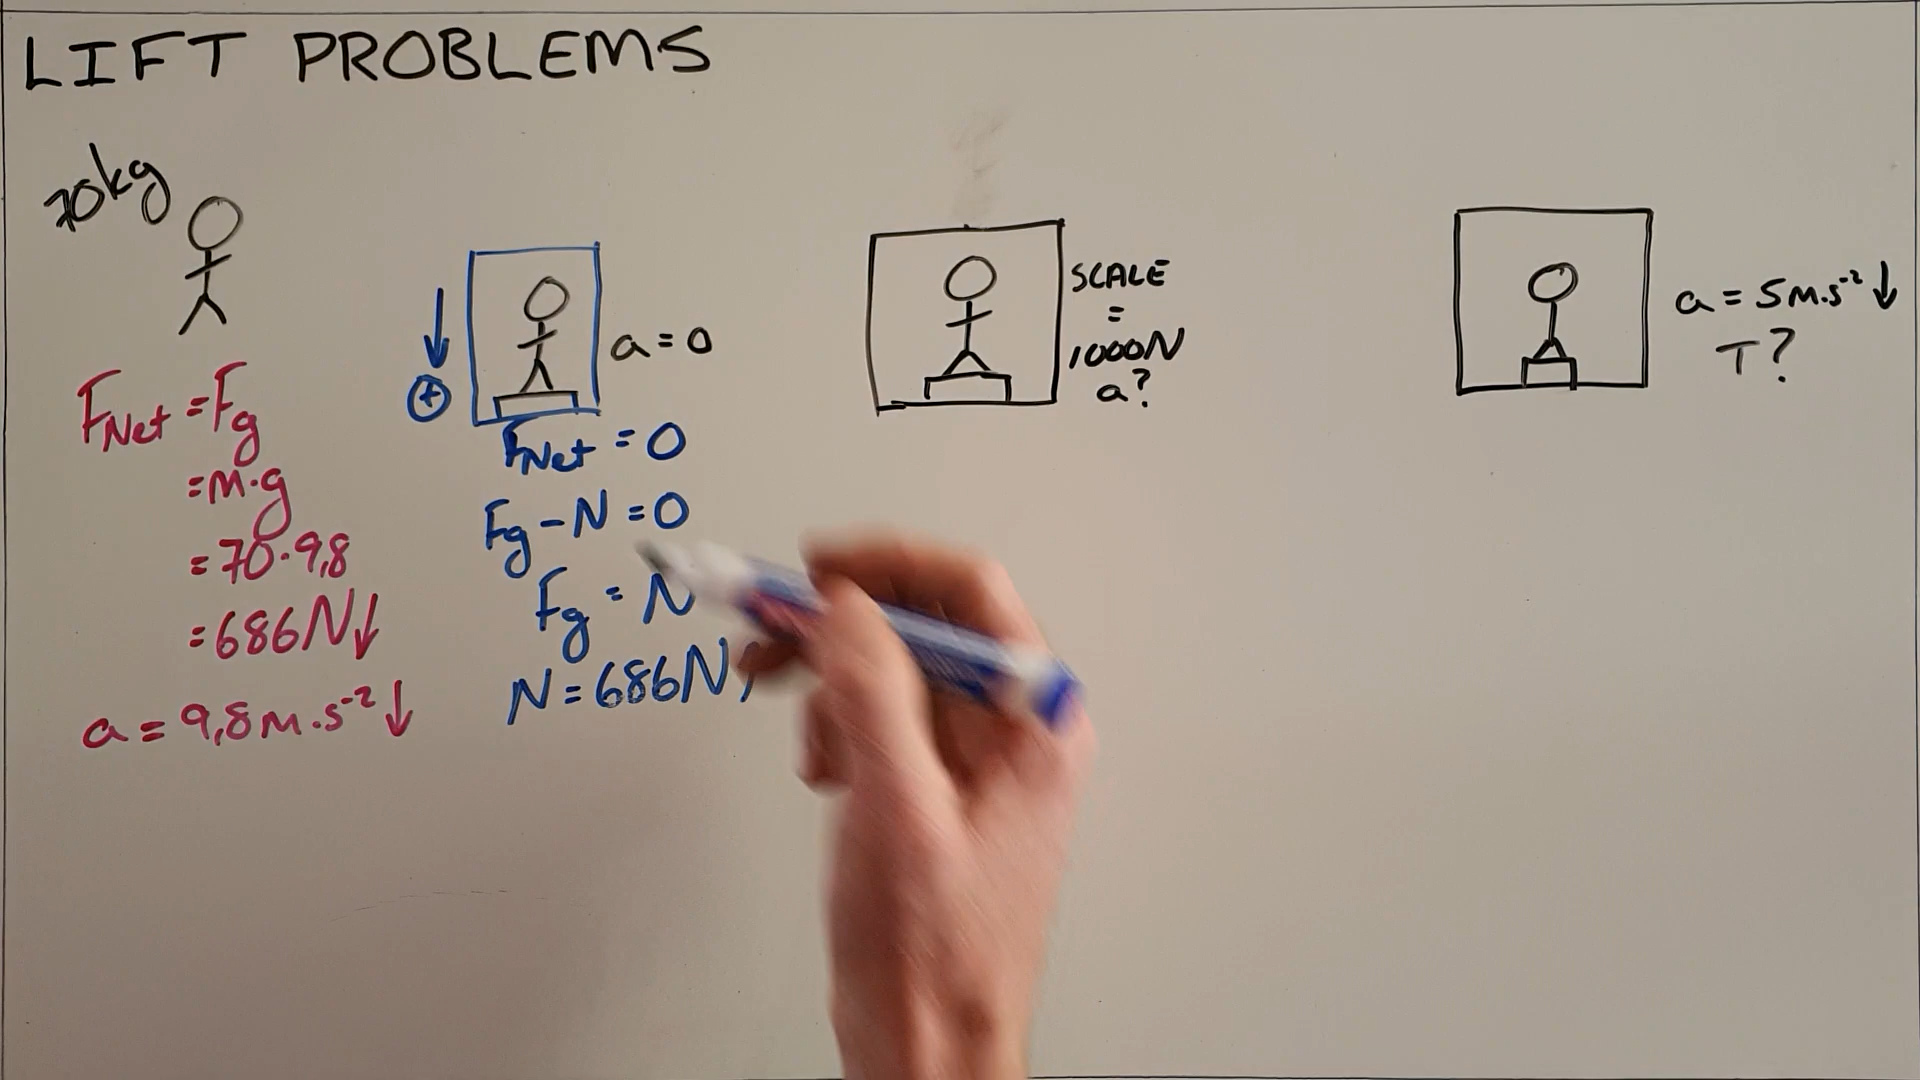 LIFT PROBLEMS
70kg
FNet = Fg
= m·g
= 70·9,8
= 686N↓
a = 9,8m·s⁻²↓
↓
+
a = 0
FNet = 0
Fg - N = 0
Fg = N
N = 686N
SCALE
=
1000N
a?
a = 5m·s⁻²↓
T?